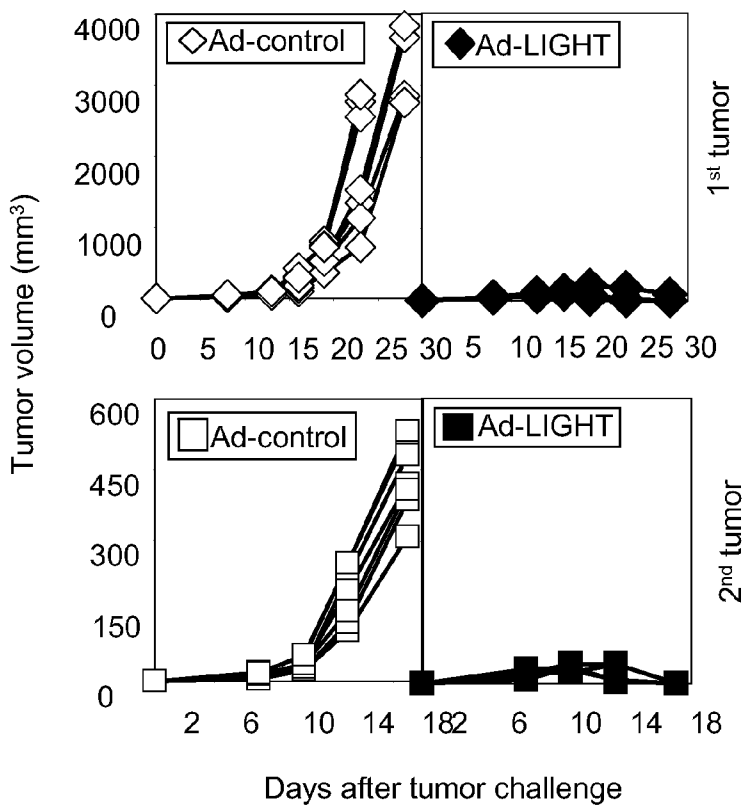 4000
3000
2000
1000
0
Ad-control
Ad-LIGHT
1st tumor
0 5 10 15 20 25 30 5 10 15 20 25 30
Tumor volume (mm³)
600
450
300
150
0
Ad-control
Ad-LIGHT
2nd tumor
2 6 10 14 18 2 6 10 14 18
Days after tumor challenge